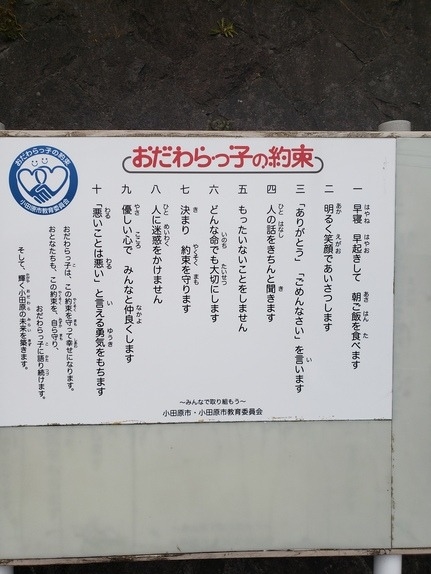 おだわらっ子の約束
一 早寝 早起きして 朝ご飯を食べます
二 明るく笑顔であいさつします
三 「ありがとう」「ごめんなさい」を言います
四 人の話をきちんと聞きます
五 もったいないことをしません
六 どんな命でも大切にします
七 決まり 約束を守ります
八 人に迷惑をかけません
九 優しい心で みんなと仲良くします
十 「悪いことは悪い」と言える勇気をもちます
おだわらっ子は、この約束を守って幸せになります。
おとなたちも、この約束を、自ら守り、
おだわらっ子に語り続けます。
そして、輝く小田原の未来を築きます。
～みんなで取り組もう～
小田原市・小田原市教育委員会
おだわらっ子の約束
小田原市教育委員会